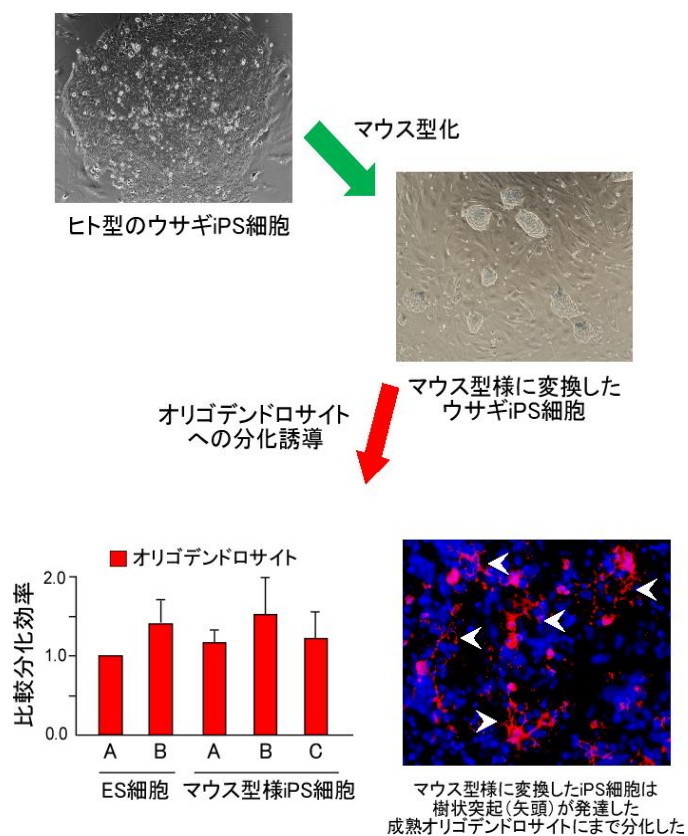 マウス型化
ヒト型のウサギiPS細胞
マウス型様に変換した
ウサギiPS細胞
オリゴデンドロサイト
への分化誘導
オリゴデンドロサイト
比較分化効率
2.0
1.0
0.0
A B A B C
ES細胞 マウス型様iPS細胞
マウス型様に変換したiPS細胞は
樹状突起(矢頭)が発達した
成熟オリゴデンドロサイトにまで分化した